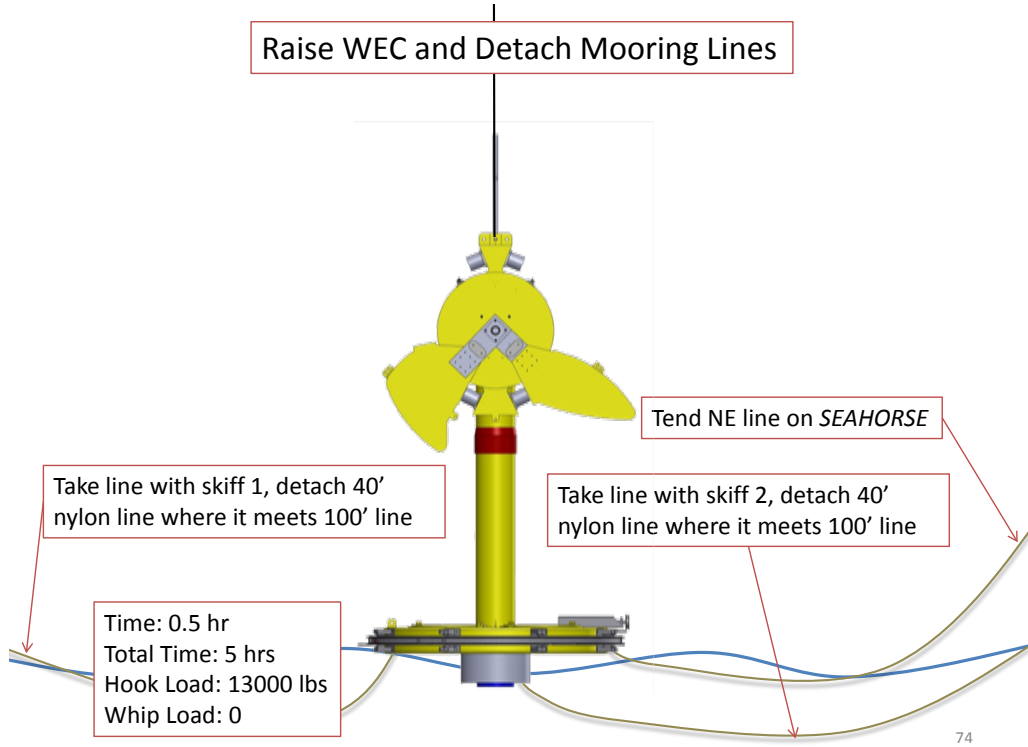 Raise WEC and Detach Mooring Lines
Tend NE line on SEAHORSE
Take line with skiff 1, detach 40’
nylon line where it meets 100’ line
Take line with skiff 2, detach 40’
nylon line where it meets 100’ line
Time: 0.5 hr
Total Time: 5 hrs
Hook Load: 13000 lbs
Whip Load: 0
74